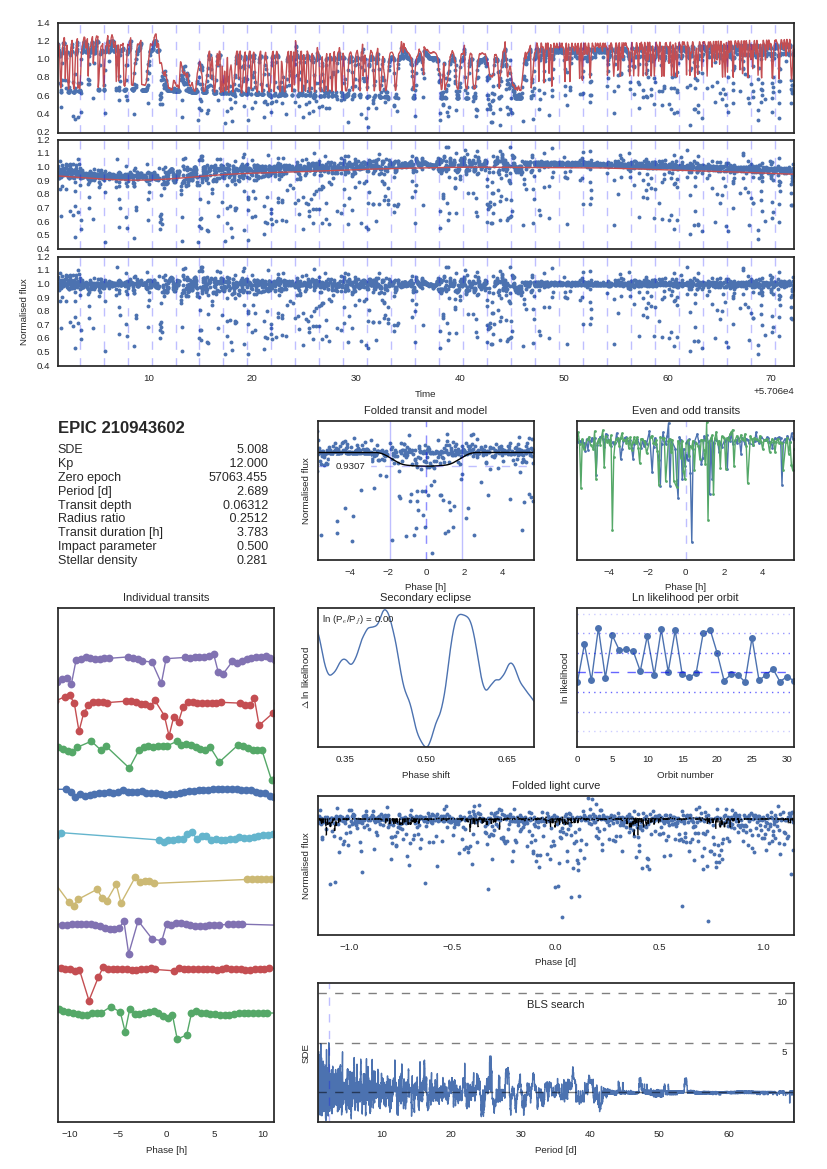 1.4
1.2
1.0
0.8
0.6
0.4
0.2
1.2
1.1
1.0
0.9
0.8
0.7
0.6
0.5
0.4
1.2
1.1
1.0
0.9
0.8
0.7
0.6
0.5
0.4
Normalised flux
10 20 30 40 50 60 70
Time
+5.706e4
EPIC 210943602
SDE 5.008
Kp 12.000
Zero epoch 57063.455
Period [d] 2.689
Transit depth 0.06312
Radius ratio 0.2512
Transit duration [h] 3.783
Impact parameter 0.500
Stellar density 0.281
Folded transit and model
Normalised flux
0.9307
−4 −2 0 2 4
Phase [h]
Even and odd transits
−4 −2 0 2 4
Phase [h]
Individual transits
−10 −5 0 5 10
Phase [h]
Secondary eclipse
ln (Pₑ/P𝒻) = 0.00
Δ ln likelihood
0.35 0.50 0.65
Phase shift
Ln likelihood per orbit
ln likelihood
0 5 10 15 20 25 30
Orbit number
Folded light curve
Normalised flux
−1.0 −0.5 0.0 0.5 1.0
Phase [d]
BLS search
10
5
SDE
10 20 30 40 50 60
Period [d]